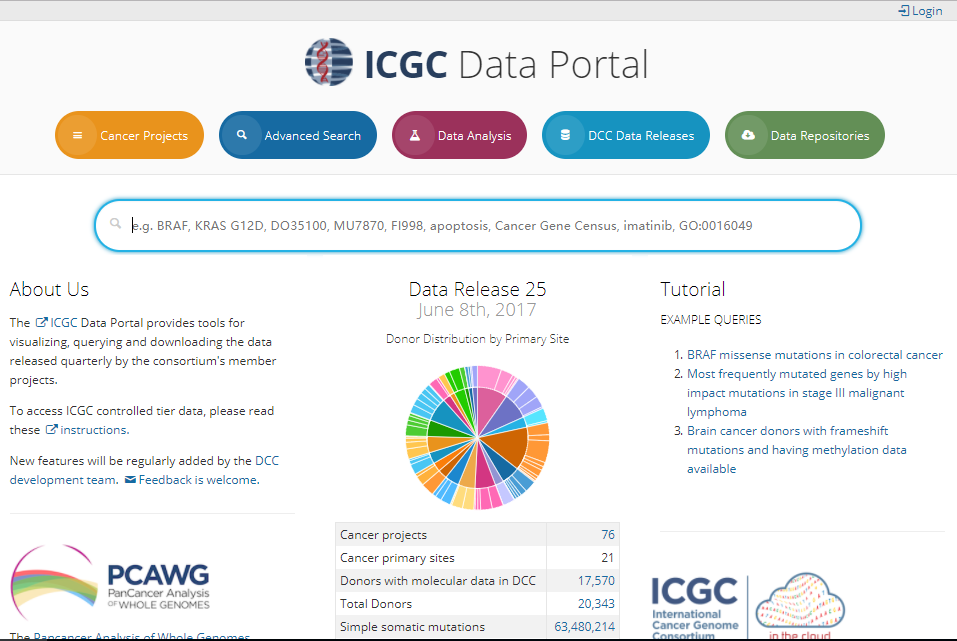 Login
ICGC Data Portal
Cancer Projects
Advanced Search
Data Analysis
DCC Data Releases
Data Repositories
e.g. BRAF, KRAS G12D, DO35100, MU7870, FI998, apoptosis, Cancer Gene Census, imatinib, GO:0016049
About Us
The ICGC Data Portal provides tools for
visualizing, querying and downloading the data
released quarterly by the consortium's member
projects.
To access ICGC controlled tier data, please read
these instructions.
New features will be regularly added by the DCC
development team. Feedback is welcome.
PCAWG
PanCancer Analysis
OF WHOLE GENOMES
The Pancancer Analysis of Whole Genomes
Data Release 25
June 8th, 2017
Donor Distribution by Primary Site
Cancer projects 76
Cancer primary sites 21
Donors with molecular data in DCC 17,570
Total Donors 20,343
Simple somatic mutations 63,480,214
Tutorial
EXAMPLE QUERIES
1. BRAF missense mutations in colorectal cancer
2. Most frequently mutated genes by high
impact mutations in stage III malignant
lymphoma
3. Brain cancer donors with frameshift
mutations and having methylation data
available
ICGC
International
Cancer Genome
Consortium
in the cloud